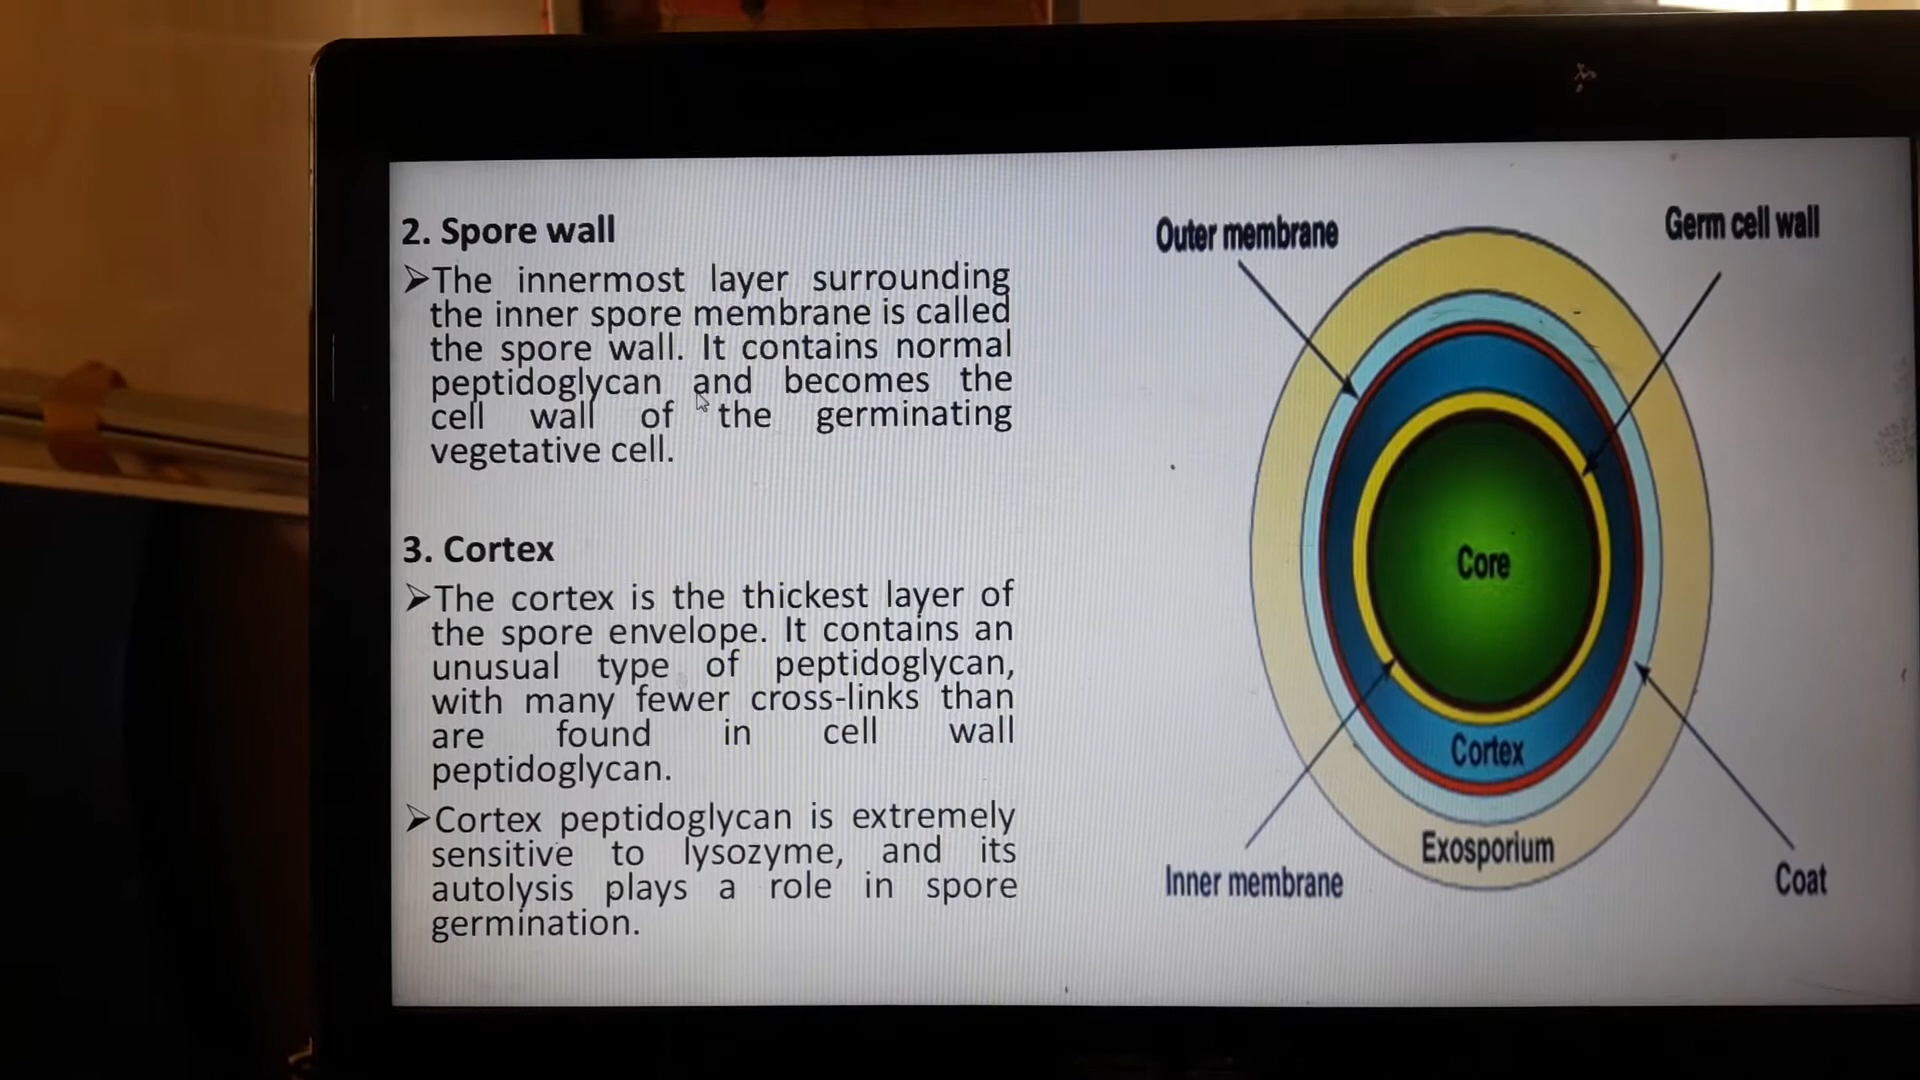 2. Spore wall
➢The innermost layer surrounding
the inner spore membrane is called
the spore wall. It contains normal
peptidoglycan and becomes the
cell wall of the germinating
vegetative cell.
3. Cortex
➢The cortex is the thickest layer of
the spore envelope. It contains an
unusual type of peptidoglycan,
with many fewer cross-links than
are found in cell wall
peptidoglycan.
➢Cortex peptidoglycan is extremely
sensitive to lysozyme, and its
autolysis plays a role in spore
germination.
Outer membrane
Germ cell wall
Core
Cortex
Exosporium
Inner membrane
Coat